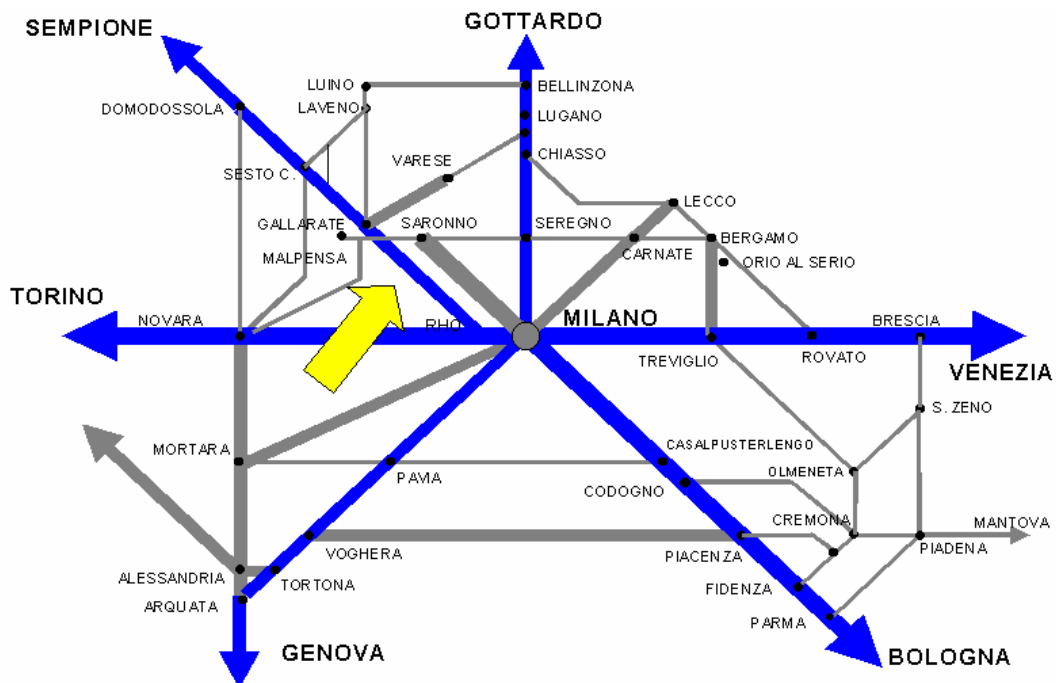 GOTTARDO
SEMPIONE
LUINO
BELLINZONA
DOMODOSSOLA
LAVENO
LUGANO
CHIASSO
VARESE
SESTO C.
LECCO
GALLARATE
SARONNO
SEREGNO
BERGAMO
MALPENSA
CARNATE
ORIO AL SERIO
TORINO
NOVARA
RHO
MILANO
BRESCIA
TREVIGLIO
ROVATO
VENEZIA
S. ZENO
MORTARA
CASALPUSTERLENGO
PAVIA
OLMENETA
CODOGNO
CREMONA
MANTOVA
VOGHERA
PIACENZA
PIADENA
ALESSANDRIA
TORTONA
FIDENZA
ARQUATA
PARMA
GENOVA
BOLOGNA